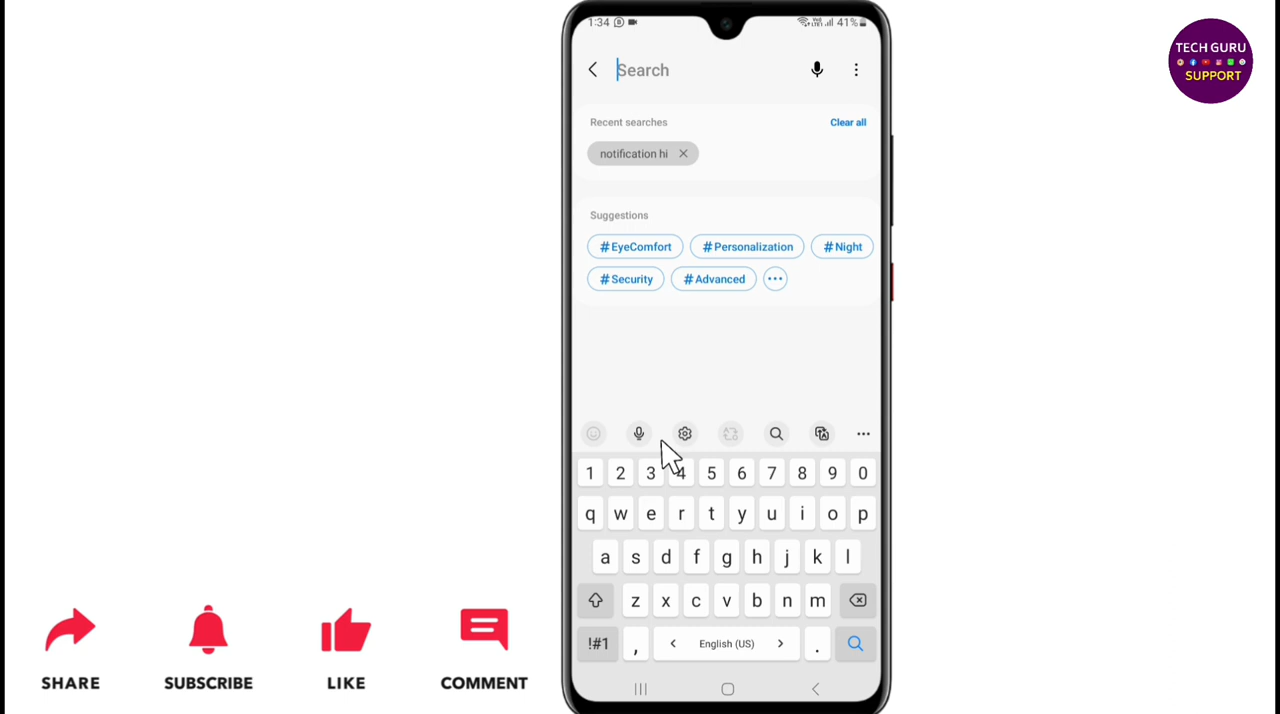 1:34 41%
TECH GURU
SUPPORT
Search
Recent searches Clear all
notification hi
Suggestions
#EyeComfort #Personalization #Night
#Security #Advanced
1 2 3 4 5 6 7 8 9 0
q w e r t y u i o p
a s d f g h j k l
z x c v b n m
!#1 , English (US) .
SHARE SUBSCRIBE LIKE COMMENT